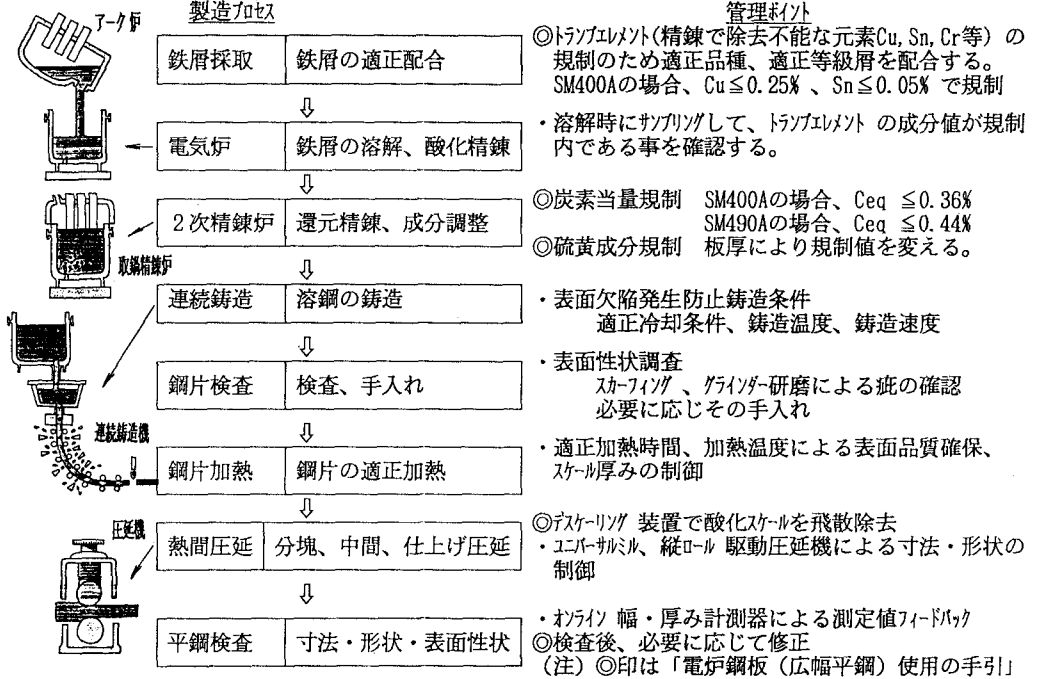 製造プロセス
管理ポイント
アーク炉
鉄屑採取 鉄屑の適正配合
◎トランプエレメント(精錬で除去不能な元素Cu,Sn,Cr等) の
規制のため適正品種、適正等級屑を配合する。
SM400Aの場合、Cu≦0.25% 、Sn≦0.05% で規制
⇩
電気炉 鉄屑の溶解、酸化精錬
・溶解時にサンプリングして、トランプエレメント の成分値が規制
内である事を確認する。
⇩
2次精錬炉 還元精錬、成分調整
取鍋精錬炉
◎炭素当量規制 SM400Aの場合、Ceq ≦0.36%
SM490Aの場合、Ceq ≦0.44%
◎硫黄成分規制 板厚により規制値を変える。
⇩
連続鋳造 溶鋼の鋳造
・表面欠陥発生防止鋳造条件
適正冷却条件、鋳造温度、鋳造速度
⇩
鋼片検査 検査、手入れ
・表面性状調査
スカーフィング 、グラインダー研磨による疵の確認
必要に応じその手入れ
連続鋳造機
⇩
鋼片加熱 鋼片の適正加熱
・適正加熱時間、加熱温度による表面品質確保、
スケール厚みの制御
⇩
圧延機
熱間圧延 分塊、中間、仕上げ圧延
◎デスケーリング 装置で酸化スケールを飛散除去
・ユニバーサルミル、縦ロール 駆動圧延機による寸法・形状の
制御
⇩
平鋼検査 寸法・形状・表面性状
・オンライン 幅・厚み計測器による測定値フィードバック
◎検査後、必要に応じて修正
(注) ◎印は「電炉鋼板（広幅平鋼）使用の手引」